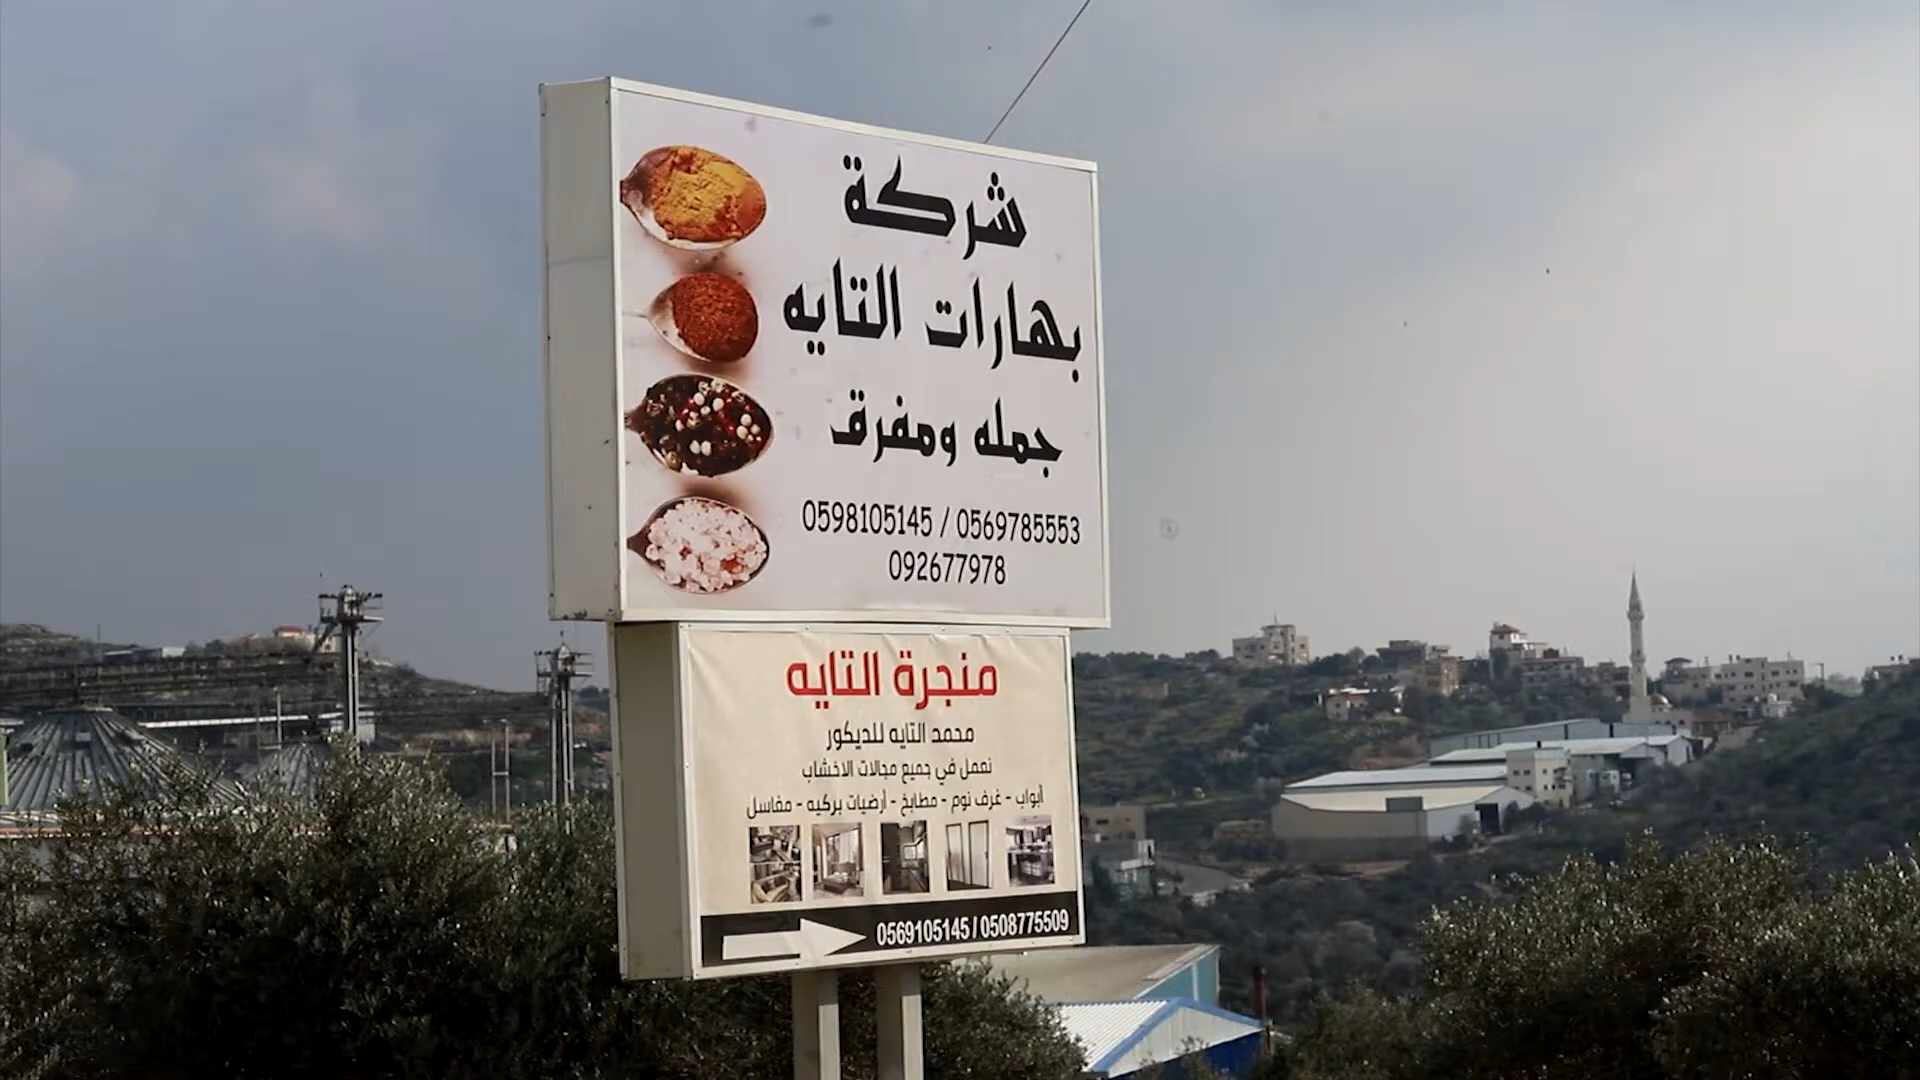 شركة
بهارات التايه
جمله ومفرق
0598105145 / 0569785553
092677978
منجرة التايه
محمد التايه للديكور
نعمل في جميع مجالات الاخشاب
أبواب - غرف نوم - مطابخ - أرضيات بركيه - مغاسل
0569105145 / 0508775509